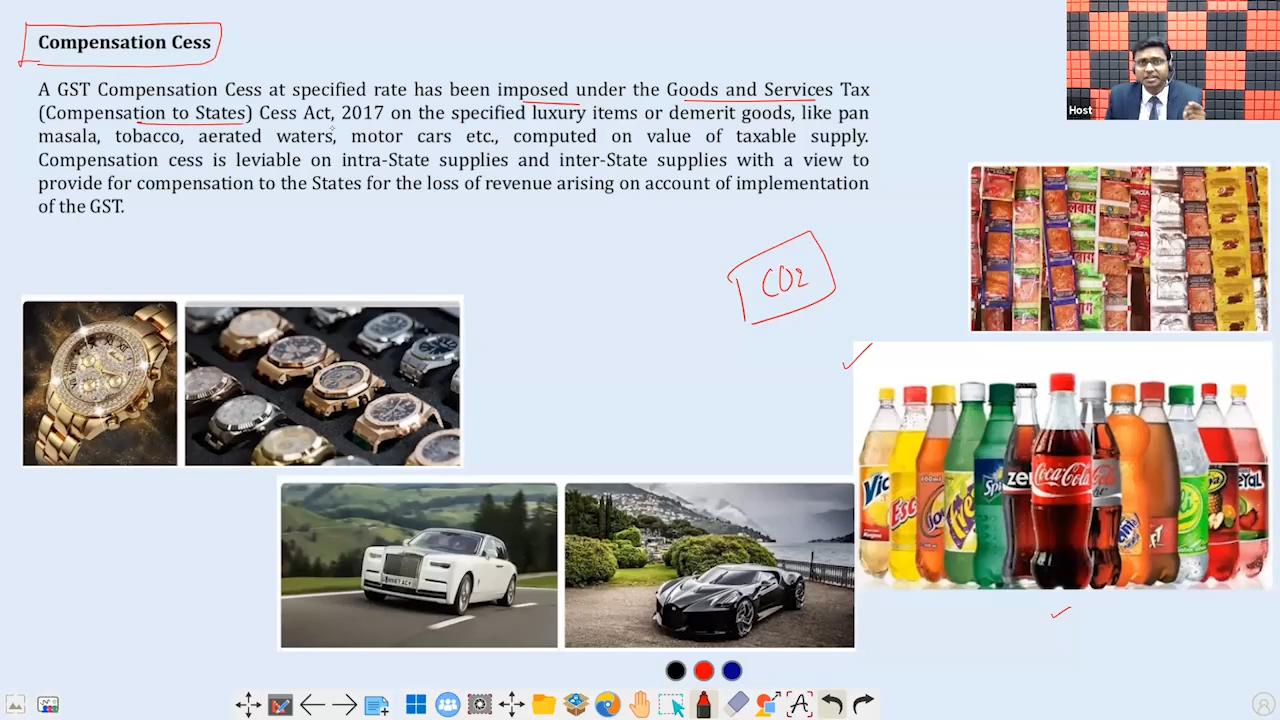 Compensation Cess
A GST Compensation Cess at specified rate has been imposed under the Goods and Services Tax
(Compensation to States) Cess Act, 2017 on the specified luxury items or demerit goods, like pan
masala, tobacco, aerated waters, motor cars etc., computed on value of taxable supply.
Compensation cess is leviable on intra-State supplies and inter-State supplies with a view to
provide for compensation to the States for the loss of revenue arising on account of implementation
of the GST.
Host
CO2
zero
Coca-Cola